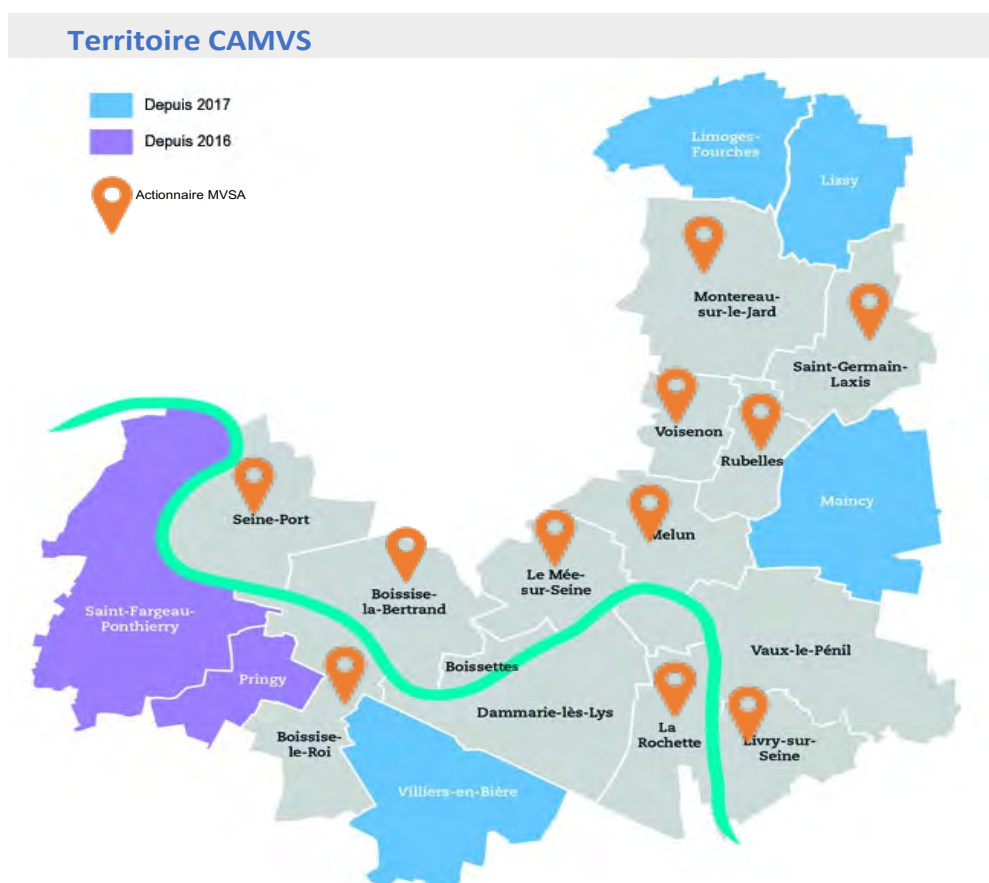 Territoire CAMVS
Depuis 2017
Depuis 2016
Actionnaire MVSA
Limoges-
Fourches
Lissy
Montereau-
sur-le-Jard
Saint-Germain-
Laxis
Voisenon
Rubelles
Maincy
Seine-Port
Melun
Le Mée-
sur-Seine
Boissise-
la-Bertrand
Saint-Fargeau-
Ponthierry
Vaux-le-Pénil
Boissettes
Pringy
Dammarie-lès-Lys
La
Rochette
Livry-sur-
Seine
Boissise-
le-Roi
Villiers-en-Bière